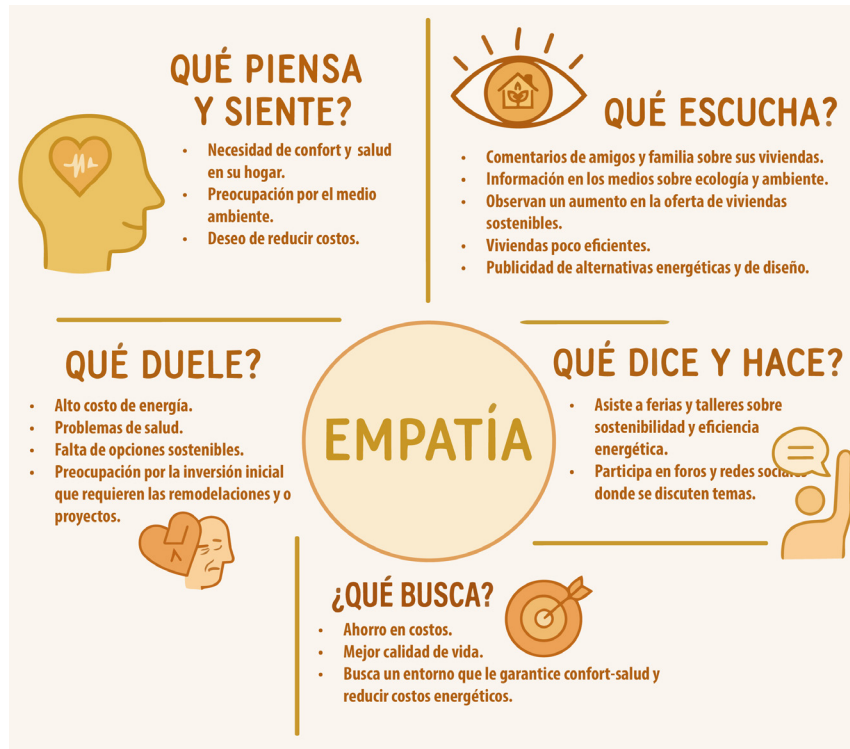 QUÉ PIENSA
Y SIENTE?
• Necesidad de confort y salud
en su hogar.
• Preocupación por el medio
ambiente.
• Deseo de reducir costos.
QUÉ ESCUCHA?
• Comentarios de amigos y familia sobre sus viviendas.
• Información en los medios sobre ecología y ambiente.
• Observan un aumento en la oferta de viviendas
sostenibles.
• Viviendas poco eficientes.
• Publicidad de alternativas energéticas y de diseño.
QUÉ DUELE?
• Alto costo de energía.
• Problemas de salud.
• Falta de opciones sostenibles.
• Preocupación por la inversión inicial
que requieren las remodelaciones y o
proyectos.
EMPATÍA
QUÉ DICE Y HACE?
• Asiste a ferias y talleres sobre
sostenibilidad y eficiencia
energética.
• Participa en foros y redes sociales
donde se discuten temas.
¿QUÉ BUSCA?
• Ahorro en costos.
• Mejor calidad de vida.
• Busca un entorno que le garantice confort-salud y
reducir costos energéticos.